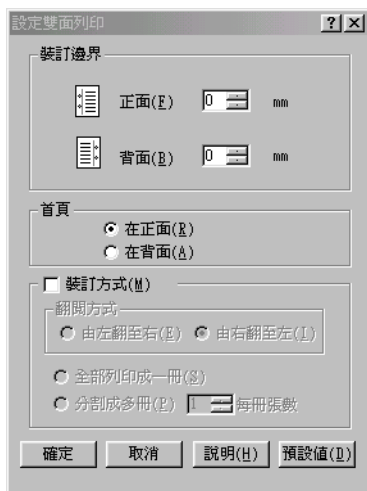 設定雙面列印
裝訂邊界
正面(F) 0 mm
背面(B) 0 mm
首頁
在正面(R)
在背面(A)
裝訂方式(M)
翻閱方式
由左翻至右(E) 由右翻至左(I)
全部列印成一冊(S)
分割成多冊(P) 1 每冊張數
確定 取消 說明(H) 預設值(D)